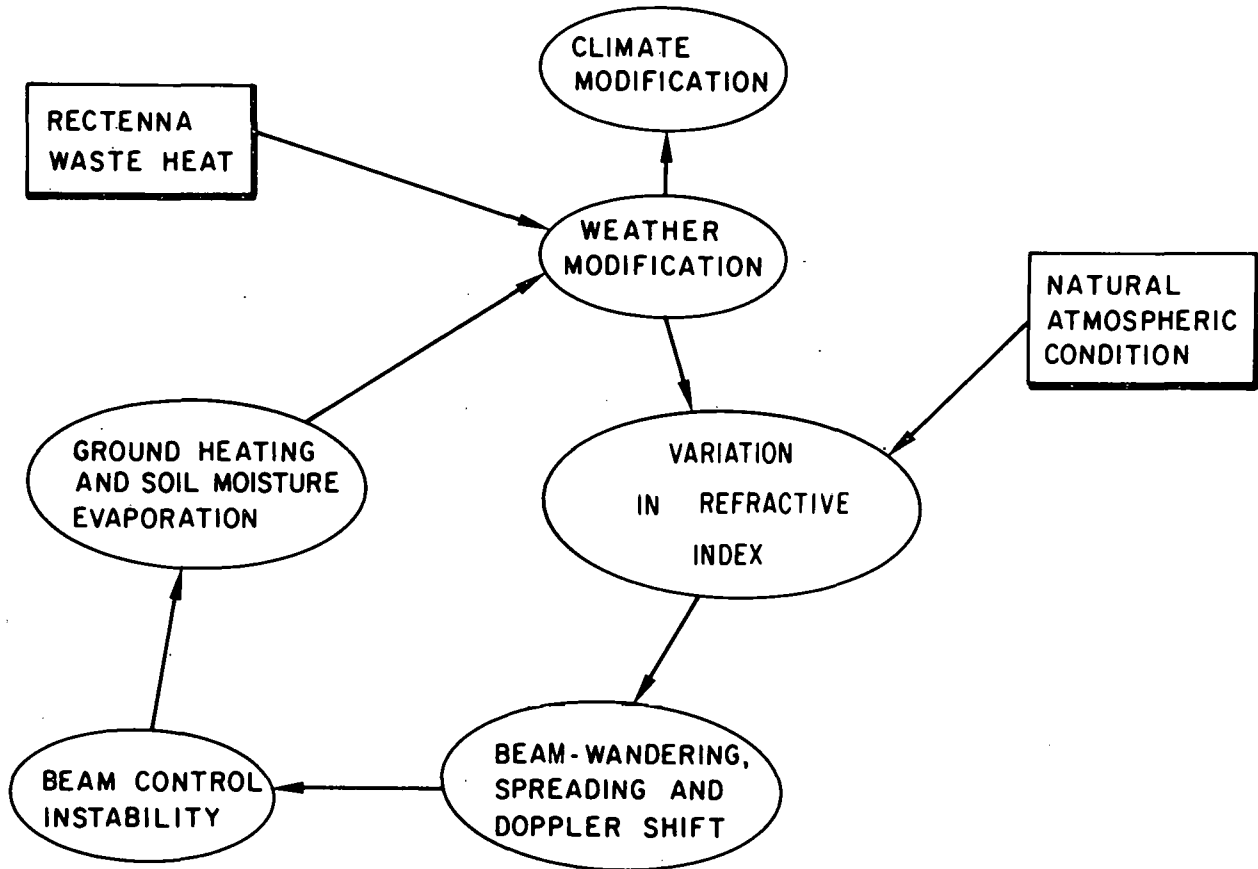 CLIMATE
MODIFICATION
RECTENNA
WASTE HEAT
WEATHER
MODIFICATION
NATURAL
ATMOSPHERIC
CONDITION
GROUND HEATING
AND SOIL MOISTURE
EVAPORATION
VARIATION
IN REFRACTIVE
INDEX
BEAM CONTROL
INSTABILITY
BEAM-WANDERING,
SPREADING AND
DOPPLER SHIFT